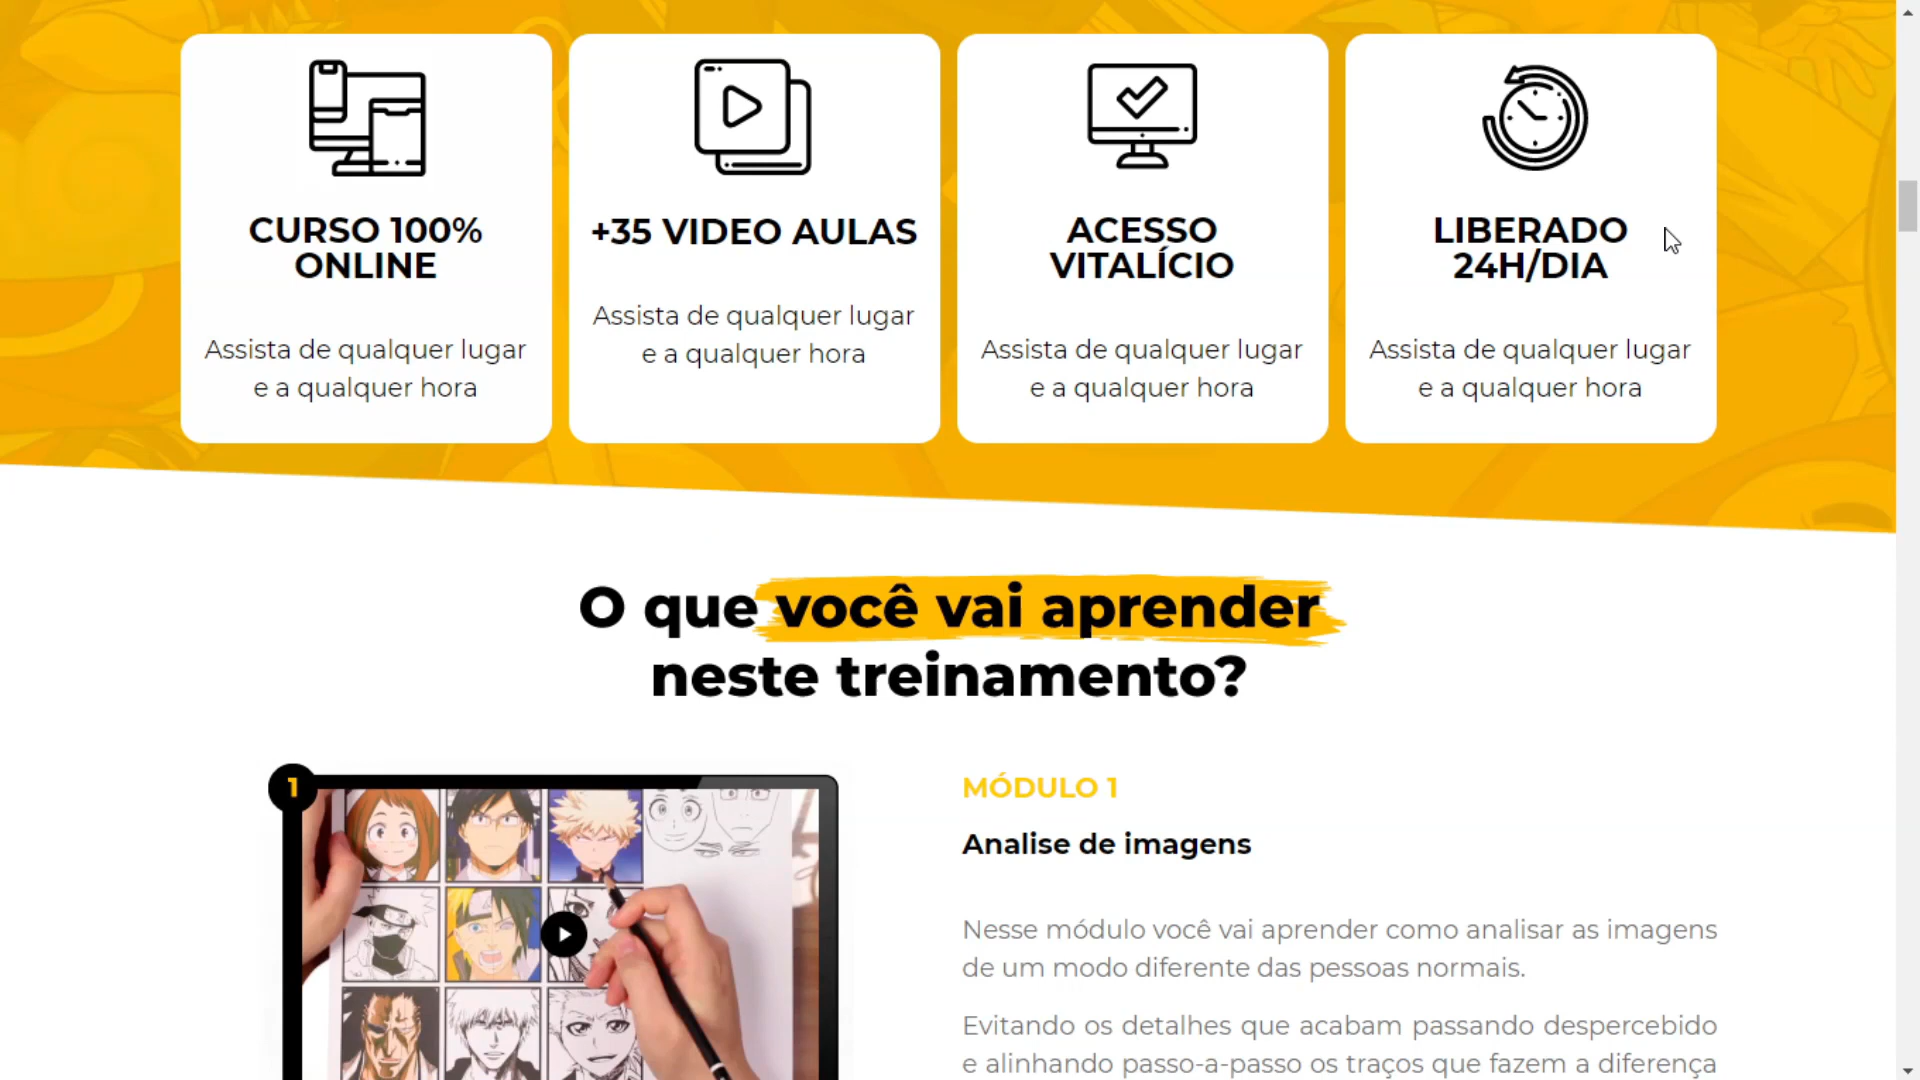 CURSO 100%
ONLINE
Assista de qualquer lugar
e a qualquer hora
+35 VIDEO AULAS
Assista de qualquer lugar
e a qualquer hora
ACESSO
VITALÍCIO
Assista de qualquer lugar
e a qualquer hora
LIBERADO
24H/DIA
Assista de qualquer lugar
e a qualquer hora
O que você vai aprender
neste treinamento?
1
MÓDULO 1
Analise de imagens
Nesse módulo você vai aprender como analisar as imagens
de um modo diferente das pessoas normais.
Evitando os detalhes que acabam passando despercebido
e alinhando passo-a-passo os traços que fazem a diferença